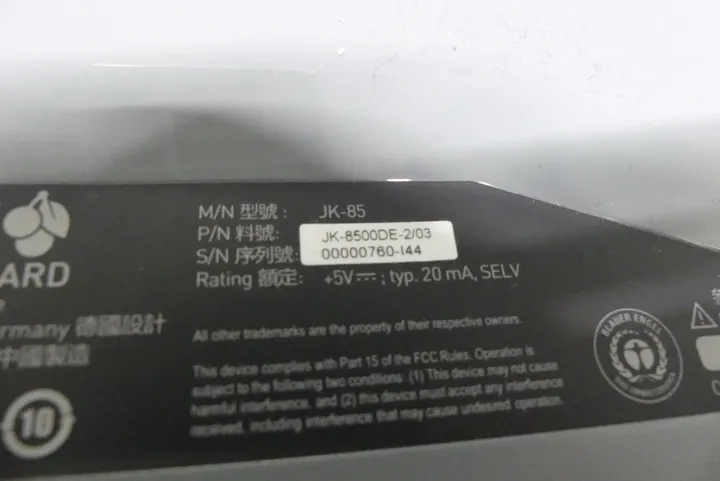 ARD
M/N 型號 : JK-85
P/N 料號: JK-8500DE-2/03
S/N 序列號: 00000760-I44
Rating 額定: +5V⎓ ; typ. 20 mA, SELV
ermany 德國設計
中國製造
All other trademarks are the property of their respective owners.
This device complies with Part 15 of the FCC Rules. Operation is
subject to the following two conditions: (1) This device may not cause
harmful interference, and (2) this device must accept any interference
received, including interference that may cause undesired operation.
10
BLAUER ENGEL